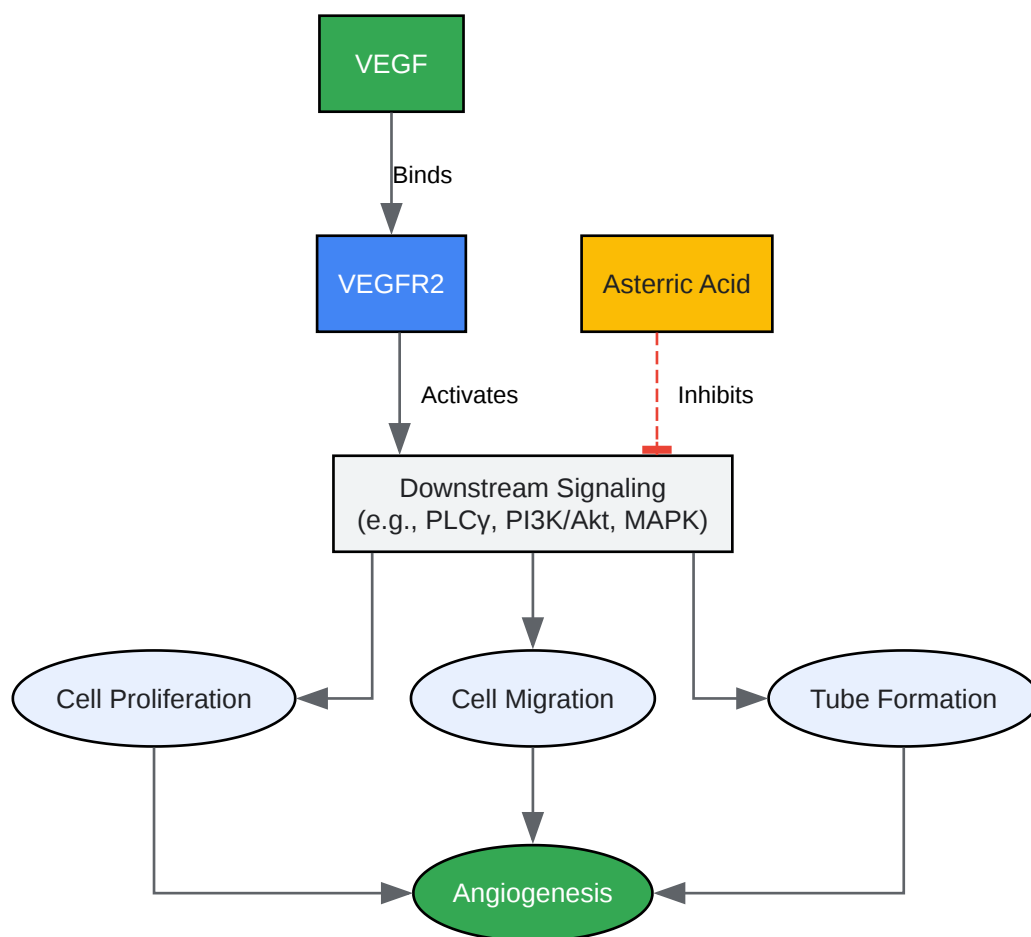 VEGF
Binds
VEGFR2
Asterric Acid
Activates
Inhibits
Downstream Signaling
(e.g., PLCγ, PI3K/Akt, MAPK)
Cell Proliferation
Cell Migration
Tube Formation
Angiogenesis